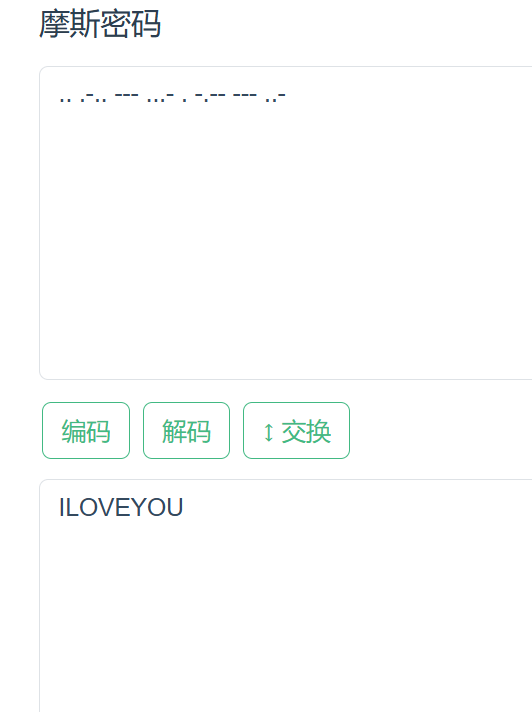 摩斯密码
.. .-.. --- ...- . -.-- --- ..-
编码 解码 ↕ 交换
ILOVEYOU